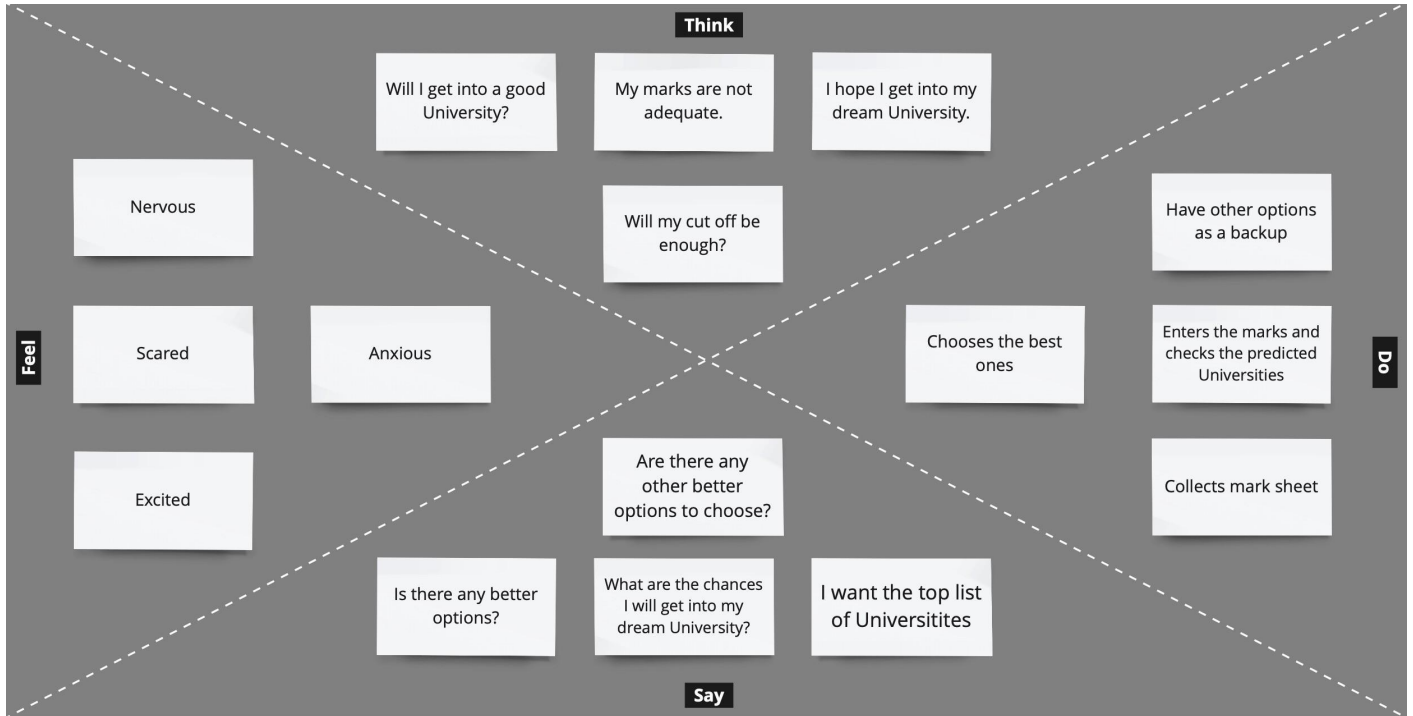 Think
Will I get into a good
University?
My marks are not
adequate.
I hope I get into my
dream University.
Will my cut off be
enough?
Feel
Nervous
Scared
Anxious
Excited
Do
Have other options
as a backup
Chooses the best
ones
Enters the marks and
checks the predicted
Universities
Collects mark sheet
Are there any
other better
options to choose?
Is there any better
options?
What are the chances
I will get into my
dream University?
I want the top list
of Universitites
Say